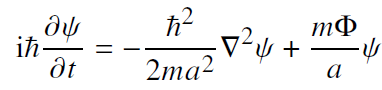 iℏ ∂ψ/∂t = −ℏ²/2ma² ∇²ψ + mΦ/a ψ